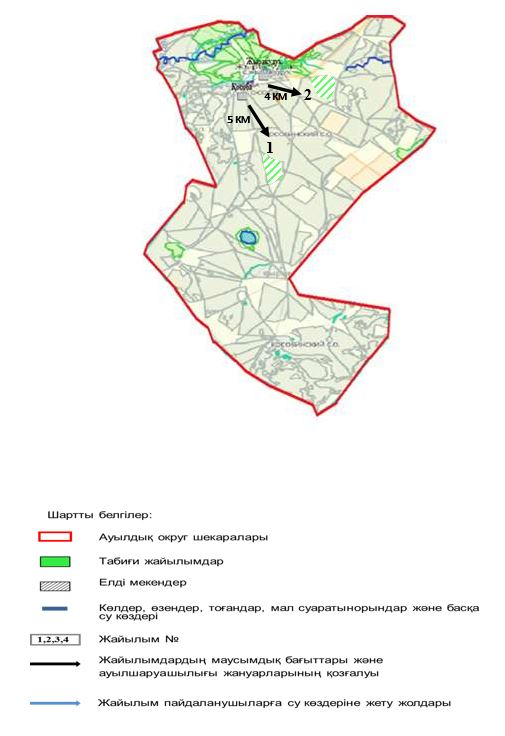 4 КМ
2
5 КМ
КОСОБИНСКИЙ С.О.
1
КОСОБИНСКИЙ С.О.
Шартты белгілер:
Ауылдық округ шекаралары
Табиғи жайылымдар
Елді мекендер
Көлдер, өзендер, тоғандар, мал суаратынорындар және басқа
су көздері
1,2,3,4 Жайылым №
Жайылымдардың маусымдық бағыттары және
ауылшаруашылығы жануарларының қозғалуы
Жайылым пайдаланушыларға су көздеріне жету жолдары